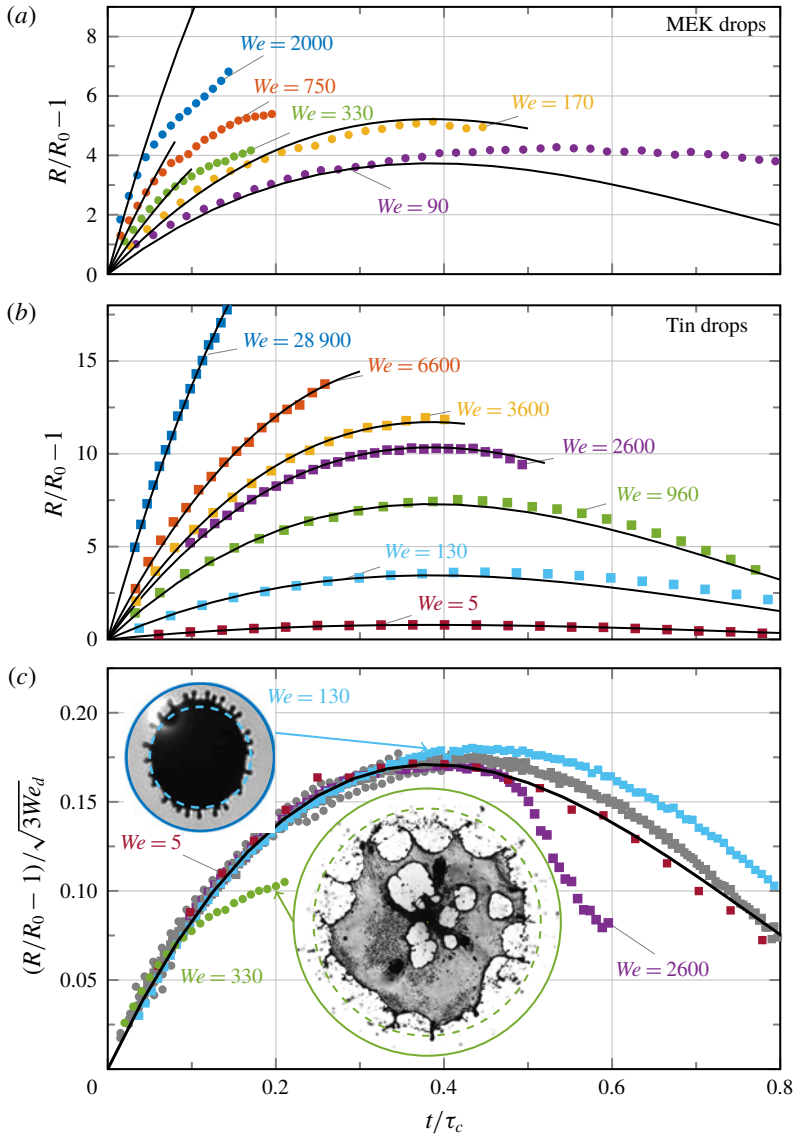 (a)
MEK drops
8
6
4
2
0
R/R₀ − 1
We = 2000
We = 750
We = 330
We = 170
We = 90
(b)
Tin drops
15
10
5
0
R/R₀ − 1
We = 28 900
We = 6600
We = 3600
We = 2600
We = 960
We = 130
We = 5
(c)
0.20
0.15
0.10
0.05
(R/R₀ − 1)/√3We_d
We = 130
We = 5
We = 330
We = 2600
0 0.2 0.4 0.6 0.8
t/τ_c